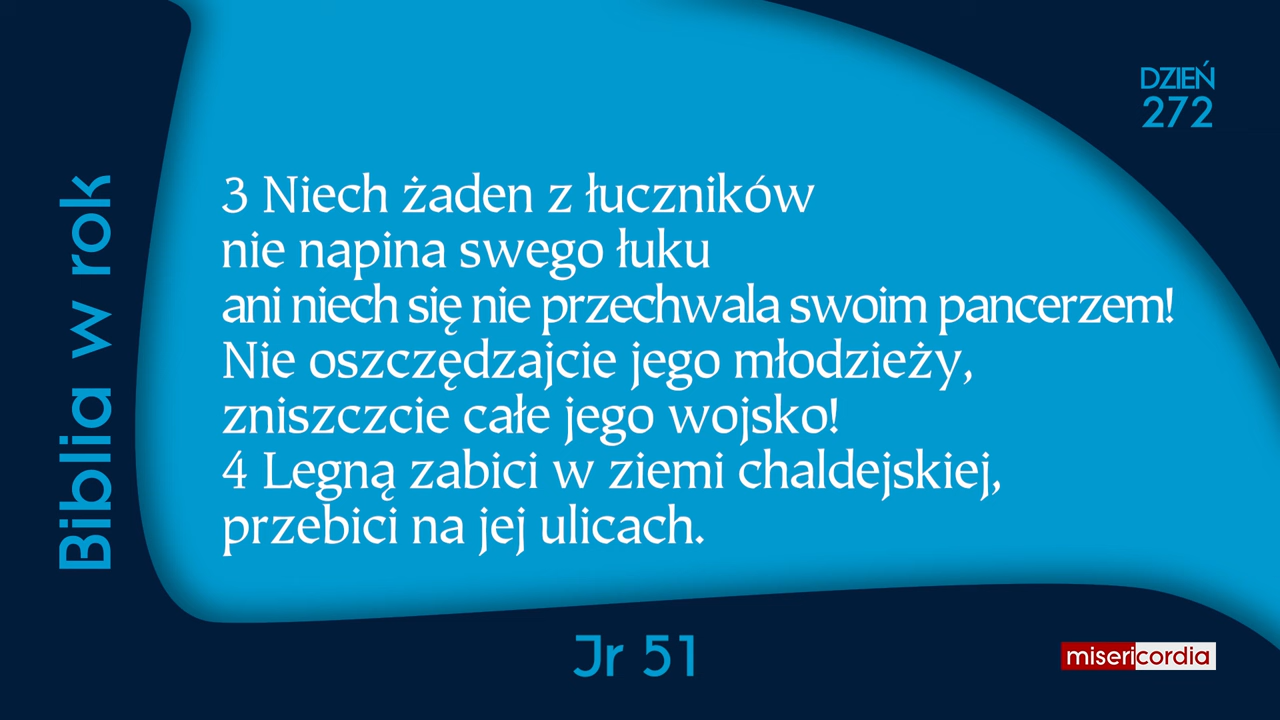 DZIEŃ
272
Biblia w rok
3 Niech żaden z łuczników
nie napina swego łuku
ani niech się nie przechwala swoim pancerzem!
Nie oszczędzajcie jego młodzieży,
zniszczcie całe jego wojsko!
4 Legną zabici w ziemi chaldejskiej,
przebici na jej ulicach.
Jr 51
misericordia